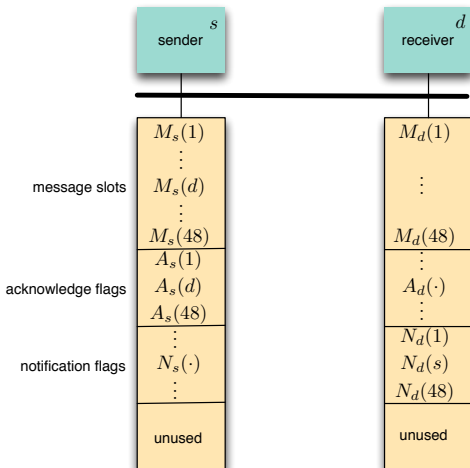 s
sender
d
receiver
M_s(1)
⋮
message slots
M_s(d)
⋮
M_s(48)
A_s(1)
acknowledge flags
A_s(d)
A_s(48)
⋮
notification flags
N_s(·)
⋮
unused
M_d(1)
⋮
M_d(48)
⋮
A_d(·)
⋮
N_d(1)
N_d(s)
N_d(48)
unused